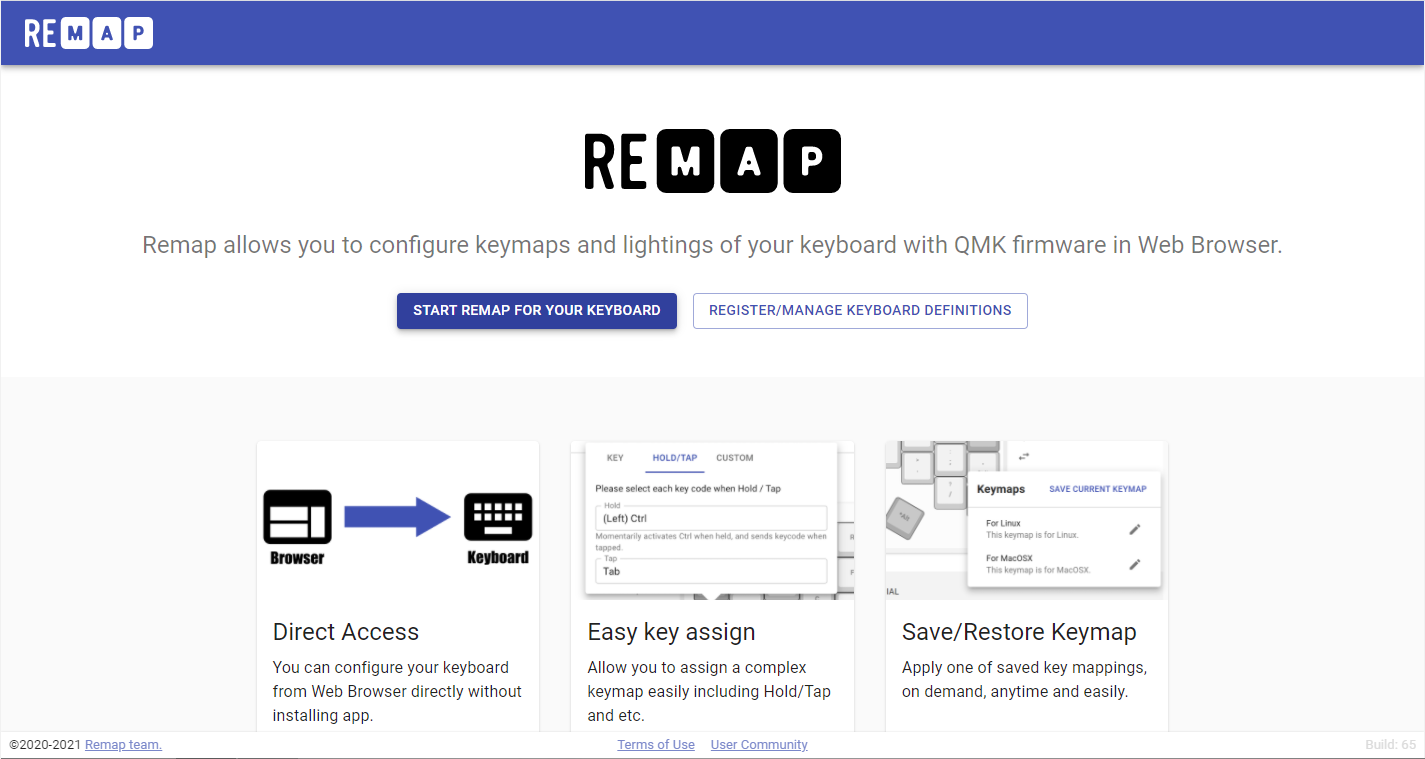 REMAP
REMAP
Remap allows you to configure keymaps and lightings of your keyboard with QMK firmware in Web Browser.
START REMAP FOR YOUR KEYBOARD
REGISTER/MANAGE KEYBOARD DEFINITIONS
Browser
Keyboard
Direct Access
You can configure your keyboard
from Web Browser directly without
installing app.
KEY HOLD/TAP CUSTOM
Please select each key code when Hold / Tap
Hold
(Left) Ctrl
Momentarily activates Ctrl when held, and sends keycode when
tapped.
Tap
Tab
Easy key assign
Allow you to assign a complex
keymap easily including Hold/Tap
and etc.
Keymaps SAVE CURRENT KEYMAP
For Linux
This keymap is for Linux.
For MacOSX
This keymap is for MacOSX.
IAL
Save/Restore Keymap
Apply one of saved key mappings,
on demand, anytime and easily.
©2020-2021 Remap team. Terms of Use User Community Build: 65